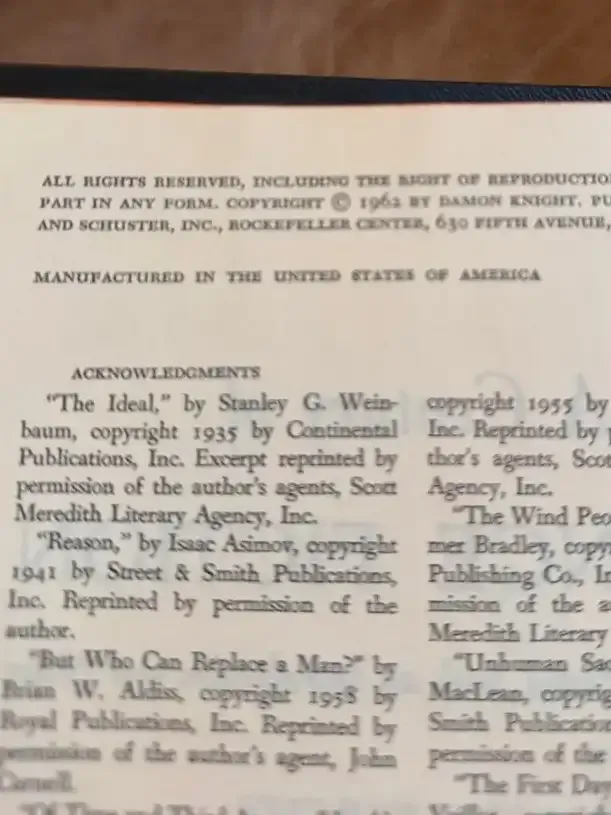 ALL RIGHTS RESERVED, INCLUDING THE RIGHT OF REPRODUCTIO
PART IN ANY FORM. COPYRIGHT © 1962 BY DAMON KNIGHT. PU
AND SCHUSTER, INC., ROCKEFELLER CENTER, 630 FIFTH AVENUE,
MANUFACTURED IN THE UNITED STATES OF AMERICA
ACKNOWLEDGMENTS
"The Ideal," by Stanley G. Wein-
baum, copyright 1935 by Continental
Publications, Inc. Excerpt reprinted by
permission of the author's agents, Scott
Meredith Literary Agency, Inc.
"Reason," by Isaac Asimov, copyright
1941 by Street & Smith Publications,
Inc. Reprinted by permission of the
author.
"But Who Can Replace a Man?" by
Brian W. Aldiss, copyright 1958 by
Royal Publications, Inc. Reprinted by
permission of the author's agent, John
Carnell.
copyright 1955 by
Inc. Reprinted by
thor's agents, Scot
Agency, Inc.
"The Wind Peo
mer Bradley, copy
Publishing Co., In
mission of the a
Meredith Literary
"Unhuman Sac
MacLean, copyrig
Smith Publication
permission of the
"The First Day